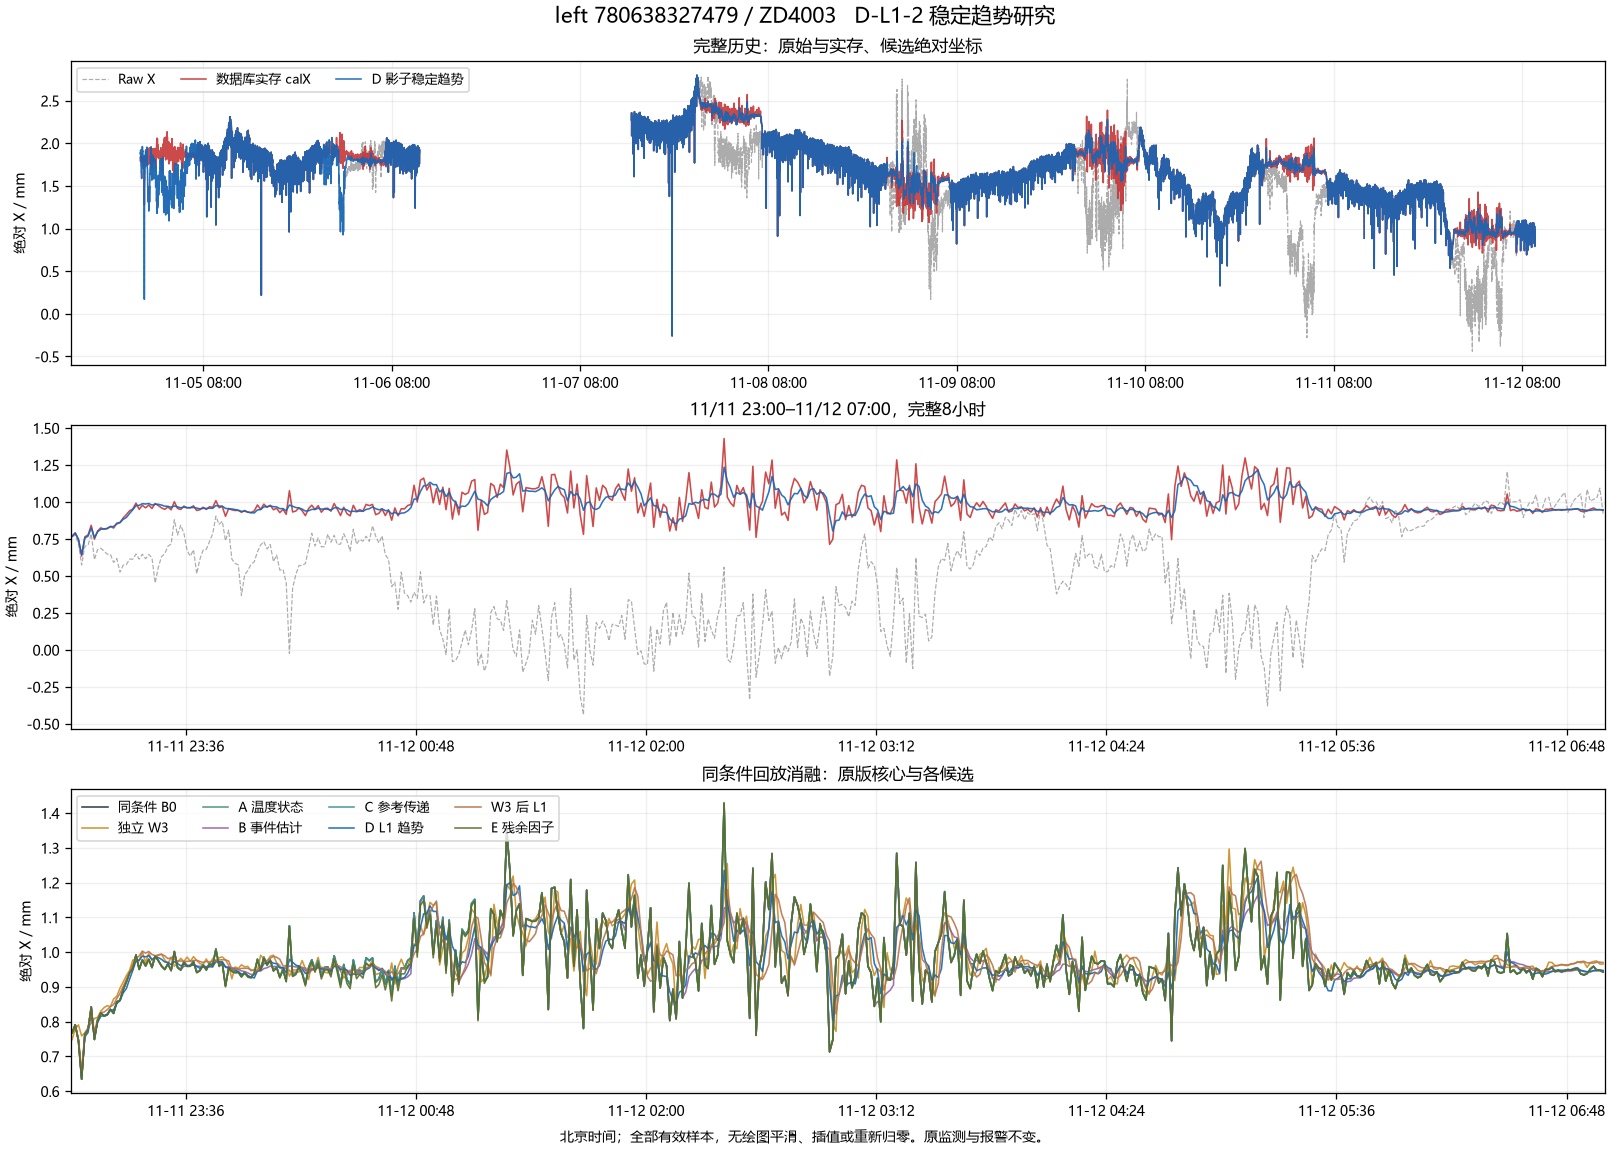 left 780638327479 / ZD4003   D-L1-2 稳定趋势研究
完整历史：原始与实存、候选绝对坐标
Raw X   数据库实存 calX   D 影子稳定趋势
绝对 X / mm
2.5
2.0
1.5
1.0
0.5
0.0
-0.5
11-05 08:00   11-06 08:00   11-07 08:00   11-08 08:00   11-09 08:00   11-10 08:00   11-11 08:00   11-12 08:00
11/11 23:00–11/12 07:00，完整8小时
绝对 X / mm
1.50
1.25
1.00
0.75
0.50
0.25
0.00
-0.25
-0.50
11-11 23:36   11-12 00:48   11-12 02:00   11-12 03:12   11-12 04:24   11-12 05:36   11-12 06:48
同条件回放消融：原版核心与各候选
同条件 B0   A 温度状态   C 参考传递   W3 后 L1
独立 W3   B 事件估计   D L1 趋势   E 残余因子
绝对 X / mm
1.4
1.3
1.2
1.1
1.0
0.9
0.8
0.7
0.6
11-11 23:36   11-12 00:48   11-12 02:00   11-12 03:12   11-12 04:24   11-12 05:36   11-12 06:48
北京时间；全部有效样本，无绘图平滑、插值或重新归零。原监测与报警不变。